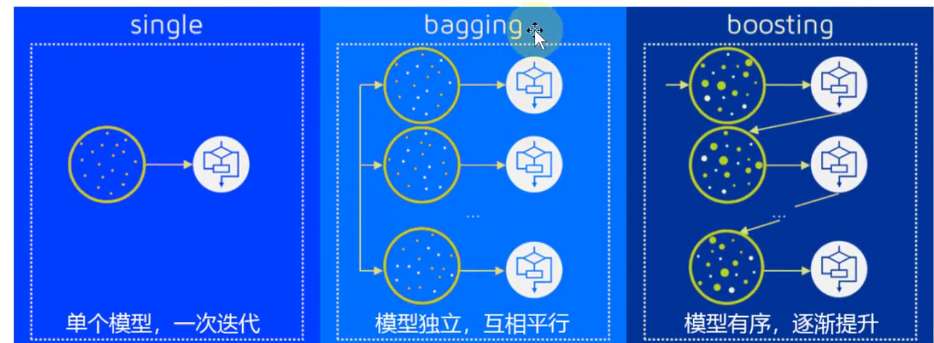 single
bagging
boosting
...
...
单个模型，一次迭代
模型独立，互相平行
模型有序，逐渐提升